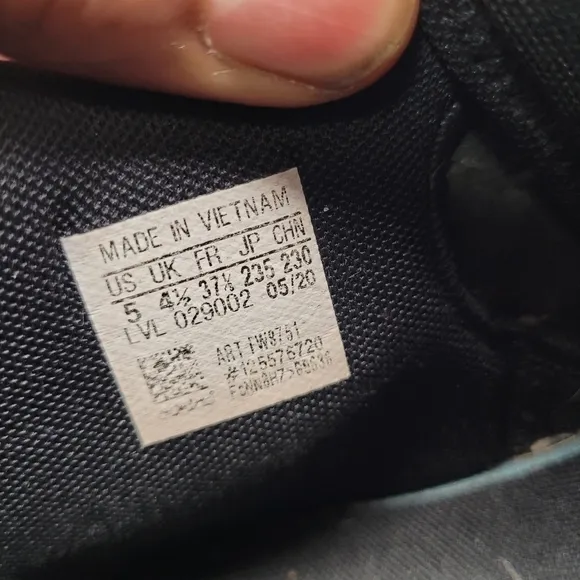 MADE IN VIETNAM
US UK FR JP CHN
5 4½ 37⅓ 235 230
LVL 029002 05/20
ART FW8751
#125576720